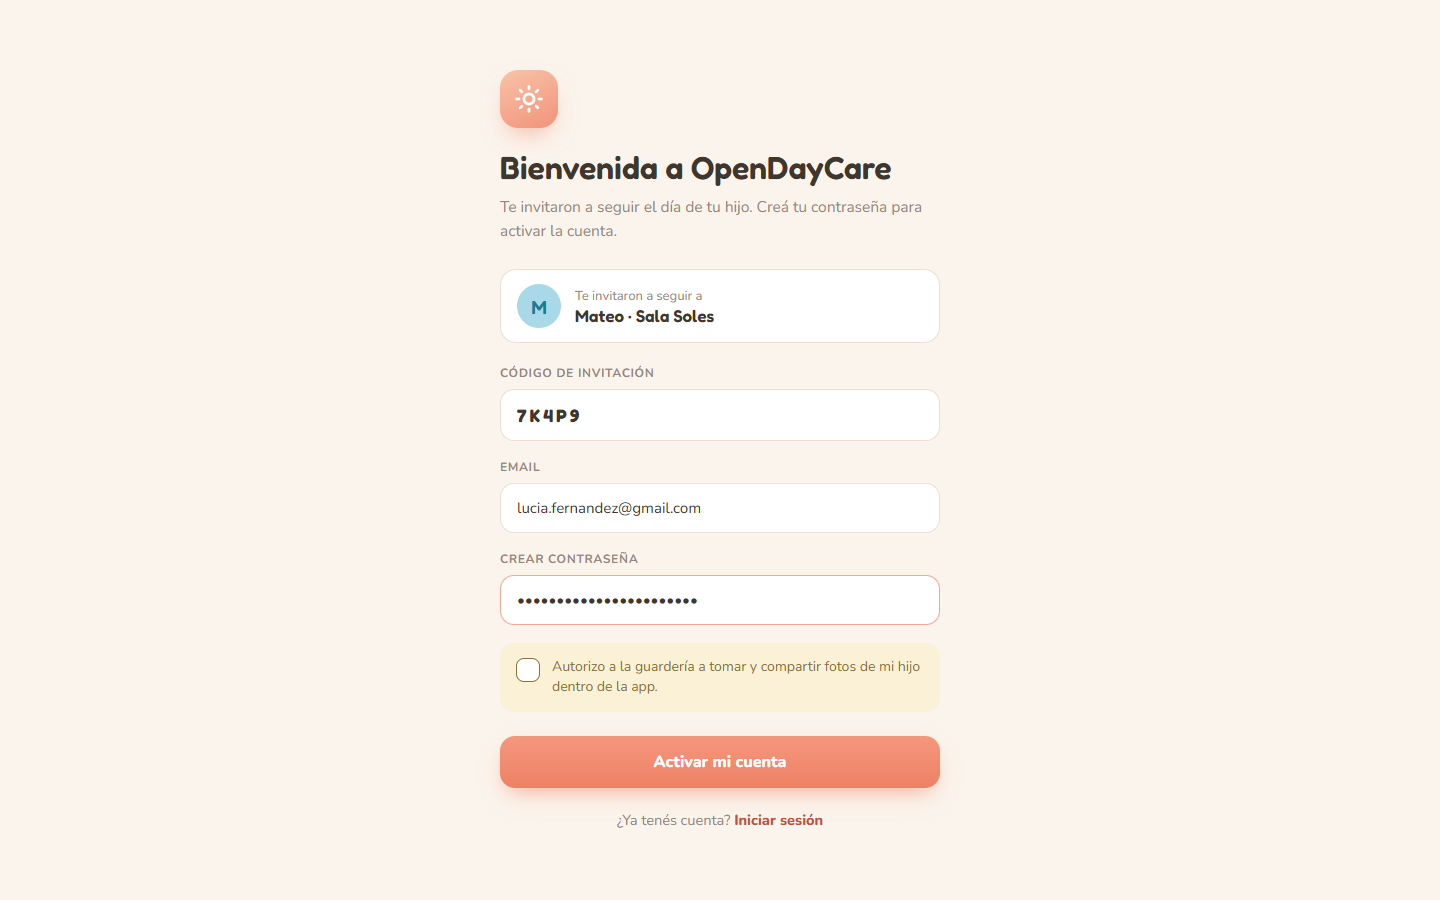 Bienvenida a OpenDayCare
Te invitaron a seguir el día de tu hijo. Creá tu contraseña para
activar la cuenta.
M
Te invitaron a seguir a
Mateo · Sala Soles
CÓDIGO DE INVITACIÓN
7K4P9
EMAIL
lucia.fernandez@gmail.com
CREAR CONTRASEÑA
•••••••••••••••••••••••
Autorizo a la guardería a tomar y compartir fotos de mi hijo
dentro de la app.
Activar mi cuenta
¿Ya tenés cuenta? Iniciar sesión